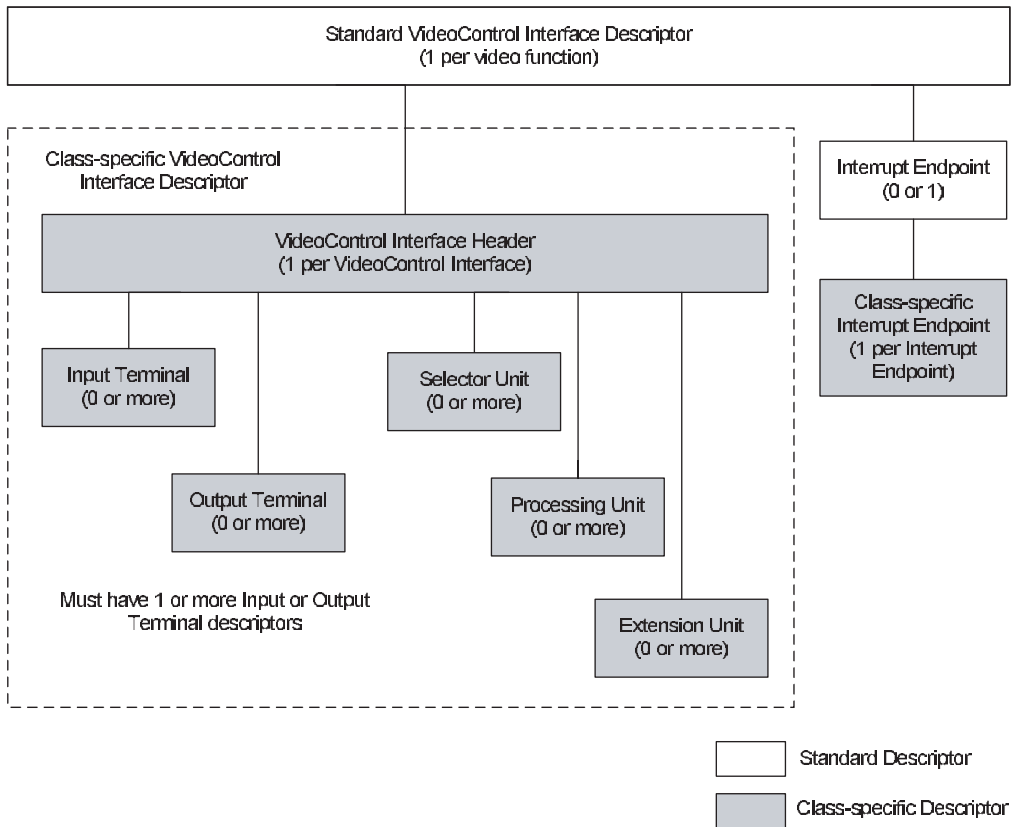 Standard VideoControl Interface Descriptor
(1 per video function)
Class-specific VideoControl
Interface Descriptor
Interrupt Endpoint
(0 or 1)
VideoControl Interface Header
(1 per VideoControl Interface)
Class-specific
Interrupt Endpoint
(1 per Interrupt
Endpoint)
Input Terminal
(0 or more)
Selector Unit
(0 or more)
Output Terminal
(0 or more)
Processing Unit
(0 or more)
Must have 1 or more Input or Output
Terminal descriptors
Extension Unit
(0 or more)
Standard Descriptor
Class-specific Descriptor